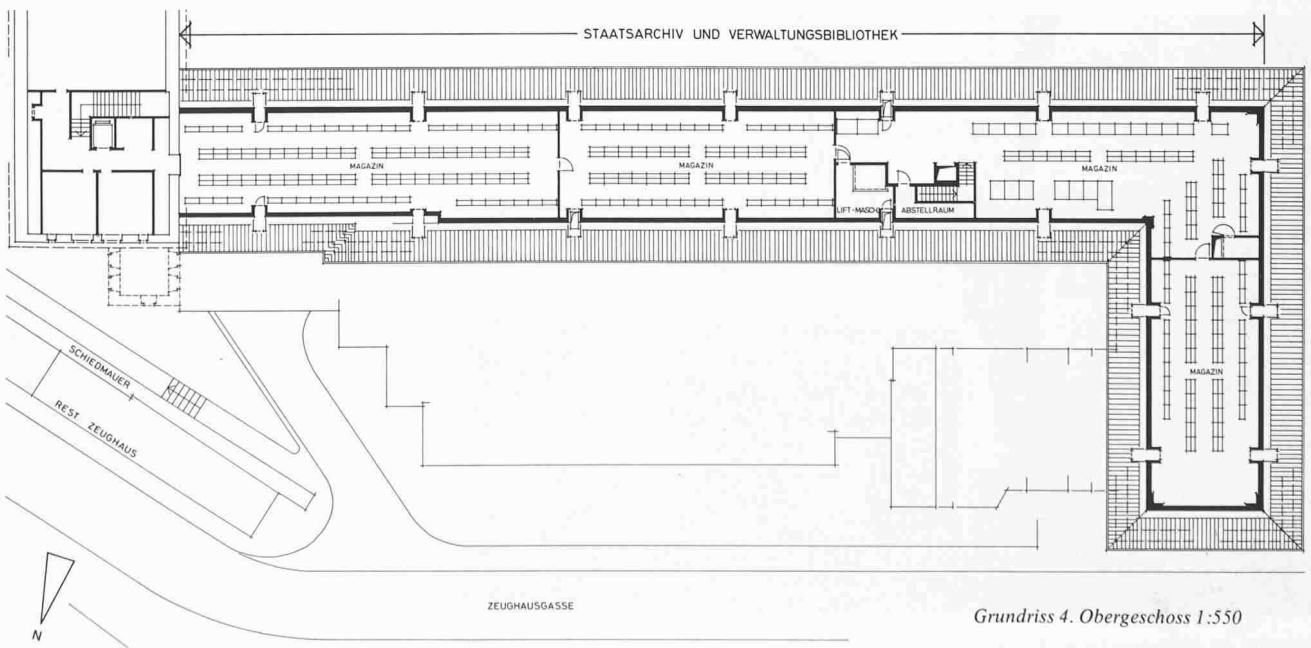 STAATSARCHIV UND VERWALTUNGSBIBLIOTHEK
MAGAZIN
MAGAZIN
MAGAZIN
LIFT-MASCH.
ABSTELLRAUM
MAGAZIN
SCHIEDMAUER
REST ZEUGHAUS
N
ZEUGHAUSGASSE
Grundriss 4. Obergeschoss 1:550